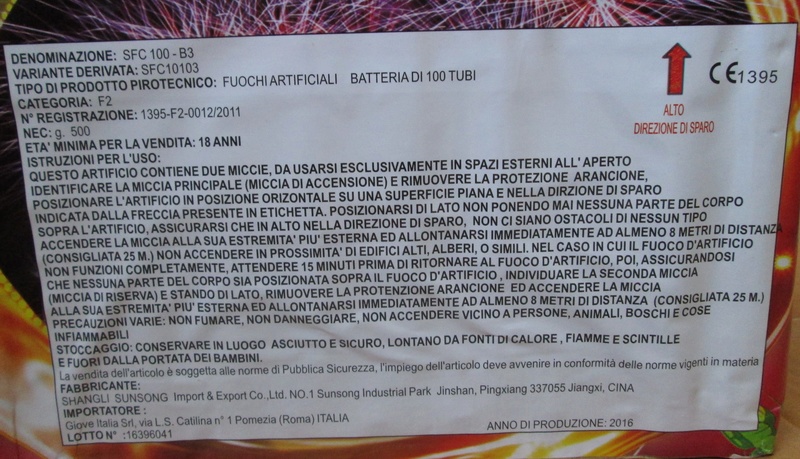 DENOMINAZIONE: SFC 100 - B3
VARIANTE DERIVATA: SFC10103
TIPO DI PRODOTTO PIROTECNICO: FUOCHI ARTIFICIALI BATTERIA DI 100 TUBI
CATEGORIA: F2
N° REGISTRAZIONE: 1395-F2-0012/2011
NEC: g. 500
ETA' MINIMA PER LA VENDITA: 18 ANNI
CE 1395
ALTO
DIREZIONE DI SPARO
ISTRUZIONI PER L'USO:
QUESTO ARTIFICIO CONTIENE DUE MICCIE, DA USARSI ESCLUSIVAMENTE IN SPAZI ESTERNI ALL' APERTO
IDENTIFICARE LA MICCIA PRINCIPALE (MICCIA DI ACCENSIONE) E RIMUOVERE LA PROTEZIONE ARANCIONE,
POSIZIONARE L'ARTIFICIO IN POSIZIONE ORIZONTALE SU UNA SUPERFICIE PIANA E NELLA DIRZIONE DI SPARO
INDICATA DALLA FRECCIA PRESENTE IN ETICHETTA. POSIZIONARSI DI LATO NON PONENDO MAI NESSUNA PARTE DEL CORPO
SOPRA L'ARTIFICIO, ASSICURARSI CHE IN ALTO NELLA DIREZIONE DI SPARO, NON CI SIANO OSTACOLI DI NESSUN TIPO
ACCENDERE LA MICCIA ALLA SUA ESTREMITA' PIU' ESTERNA ED ALLONTANARSI IMMEDIATAMENTE AD ALMENO 8 METRI DI DISTANZA
(CONSIGLIATA 25 M.) NON ACCENDERE IN PROSSIMITA' DI EDIFICI ALTI, ALBERI, O SIMILI. NEL CASO IN CUI IL FUOCO D'ARTIFICIO
NON FUNZIONI COMPLETAMENTE, ATTENDERE 15 MINUTI PRIMA DI RITORNARE AL FUOCO D'ARTIFICIO, POI, ASSICURANDOSI
CHE NESSUNA PARTE DEL CORPO SIA POSIZIONATA SOPRA IL FUOCO D'ARTIFICIO , INDIVIDUARE LA SECONDA MICCIA
(MICCIA DI RISERVA) E STANDO DI LATO, RIMUOVERE LA PROTENZIONE ARANCIONE ED ACCENDERE LA MICCIA
ALLA SUA ESTREMITA' PIU' ESTERNA ED ALLONTANARSI IMMEDIATAMENTE AD ALMENO 8 METRI DI DISTANZA (CONSIGLIATA 25 M.)
PRECAUZIONI VARIE: NON FUMARE, NON DANNEGGIARE, NON ACCENDERE VICINO A PERSONE, ANIMALI, BOSCHI E COSE
INFIAMMABILI
STOCCAGGIO: CONSERVARE IN LUOGO ASCIUTTO E SICURO, LONTANO DA FONTI DI CALORE , FIAMME E SCINTILLE
E FUORI DALLA PORTATA DEI BAMBINI.
La vendita dell'articolo è soggetta alle norme di Pubblica Sicurezza, l'impiego dell'articolo deve avvenire in conformità delle norme vigenti in materia
FABBRICANTE:
SHANGLI SUNSONG Import & Export Co.,Ltd. NO.1 Sunsong Industrial Park Jinshan, Pingxiang 337055 Jiangxi, CINA
IMPORTATORE :
Giove Italia Srl, via L.S. Catilina n° 1 Pomezia (Roma) ITALIA
LOTTO N° :16396041
ANNO DI PRODUZIONE: 2016